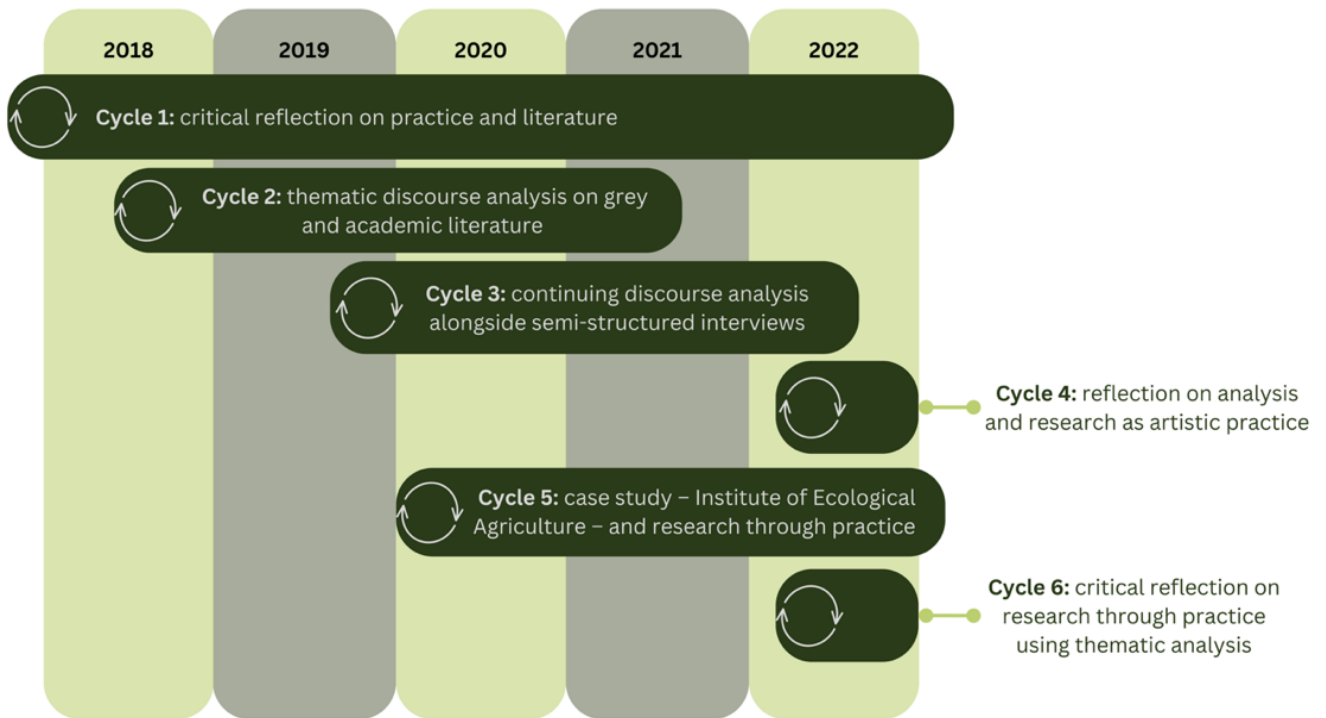 2018 2019 2020 2021 2022
Cycle 1: critical reflection on practice and literature
Cycle 2: thematic discourse analysis on grey
and academic literature
Cycle 3: continuing discourse analysis
alongside semi-structured interviews
Cycle 4: reflection on analysis
and research as artistic practice
Cycle 5: case study – Institute of Ecological
Agriculture – and research through practice
Cycle 6: critical reflection on
research through practice
using thematic analysis